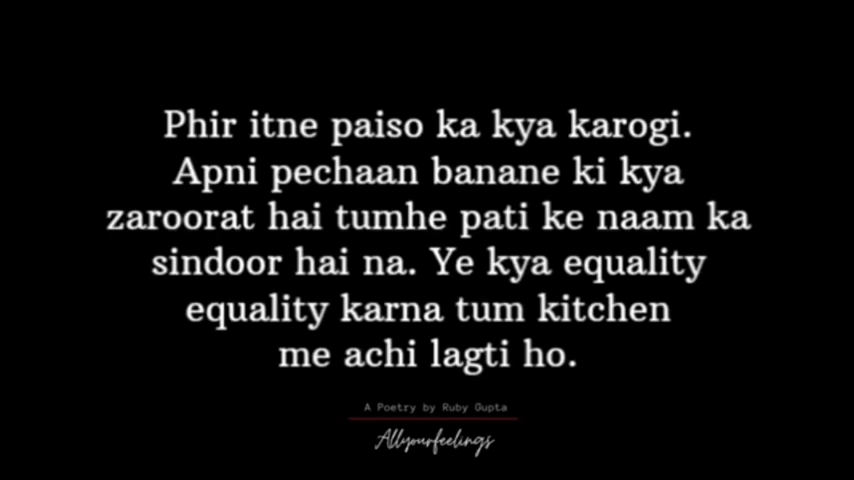 Phir itne paiso ka kya karogi.
Apni pechaan banane ki kya
zaroorat hai tumhe pati ke naam ka
sindoor hai na. Ye kya equality
equality karna tum kitchen
me achi lagti ho.
A Poetry by Ruby Gupta
Allyourfeelings